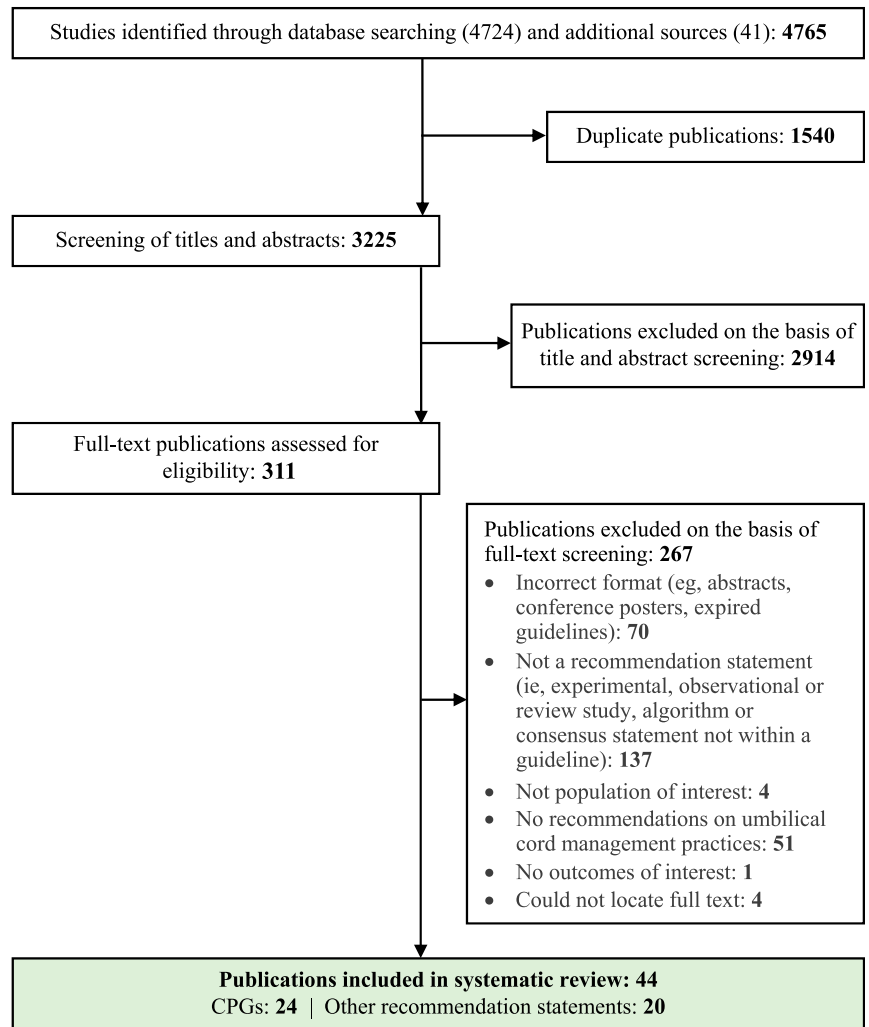 Studies identified through database searching (4724) and additional sources (41): 4765
Duplicate publications: 1540
Screening of titles and abstracts: 3225
Publications excluded on the basis of
title and abstract screening: 2914
Full-text publications assessed for
eligibility: 311
Publications excluded on the basis of
full-text screening: 267
• Incorrect format (eg, abstracts,
conference posters, expired
guidelines): 70
• Not a recommendation statement
(ie, experimental, observational or
review study, algorithm or
consensus statement not within a
guideline): 137
• Not population of interest: 4
• No recommendations on umbilical
cord management practices: 51
• No outcomes of interest: 1
• Could not locate full text: 4
Publications included in systematic review: 44
CPGs: 24 | Other recommendation statements: 20